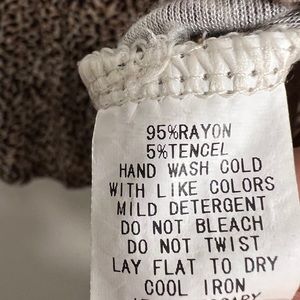 95%RAYON
5%TENCEL
HAND WASH COLD
WITH LIKE COLORS
MILD DETERGENT
DO NOT BLEACH
DO NOT TWIST
LAY FLAT TO DRY
COOL IRON